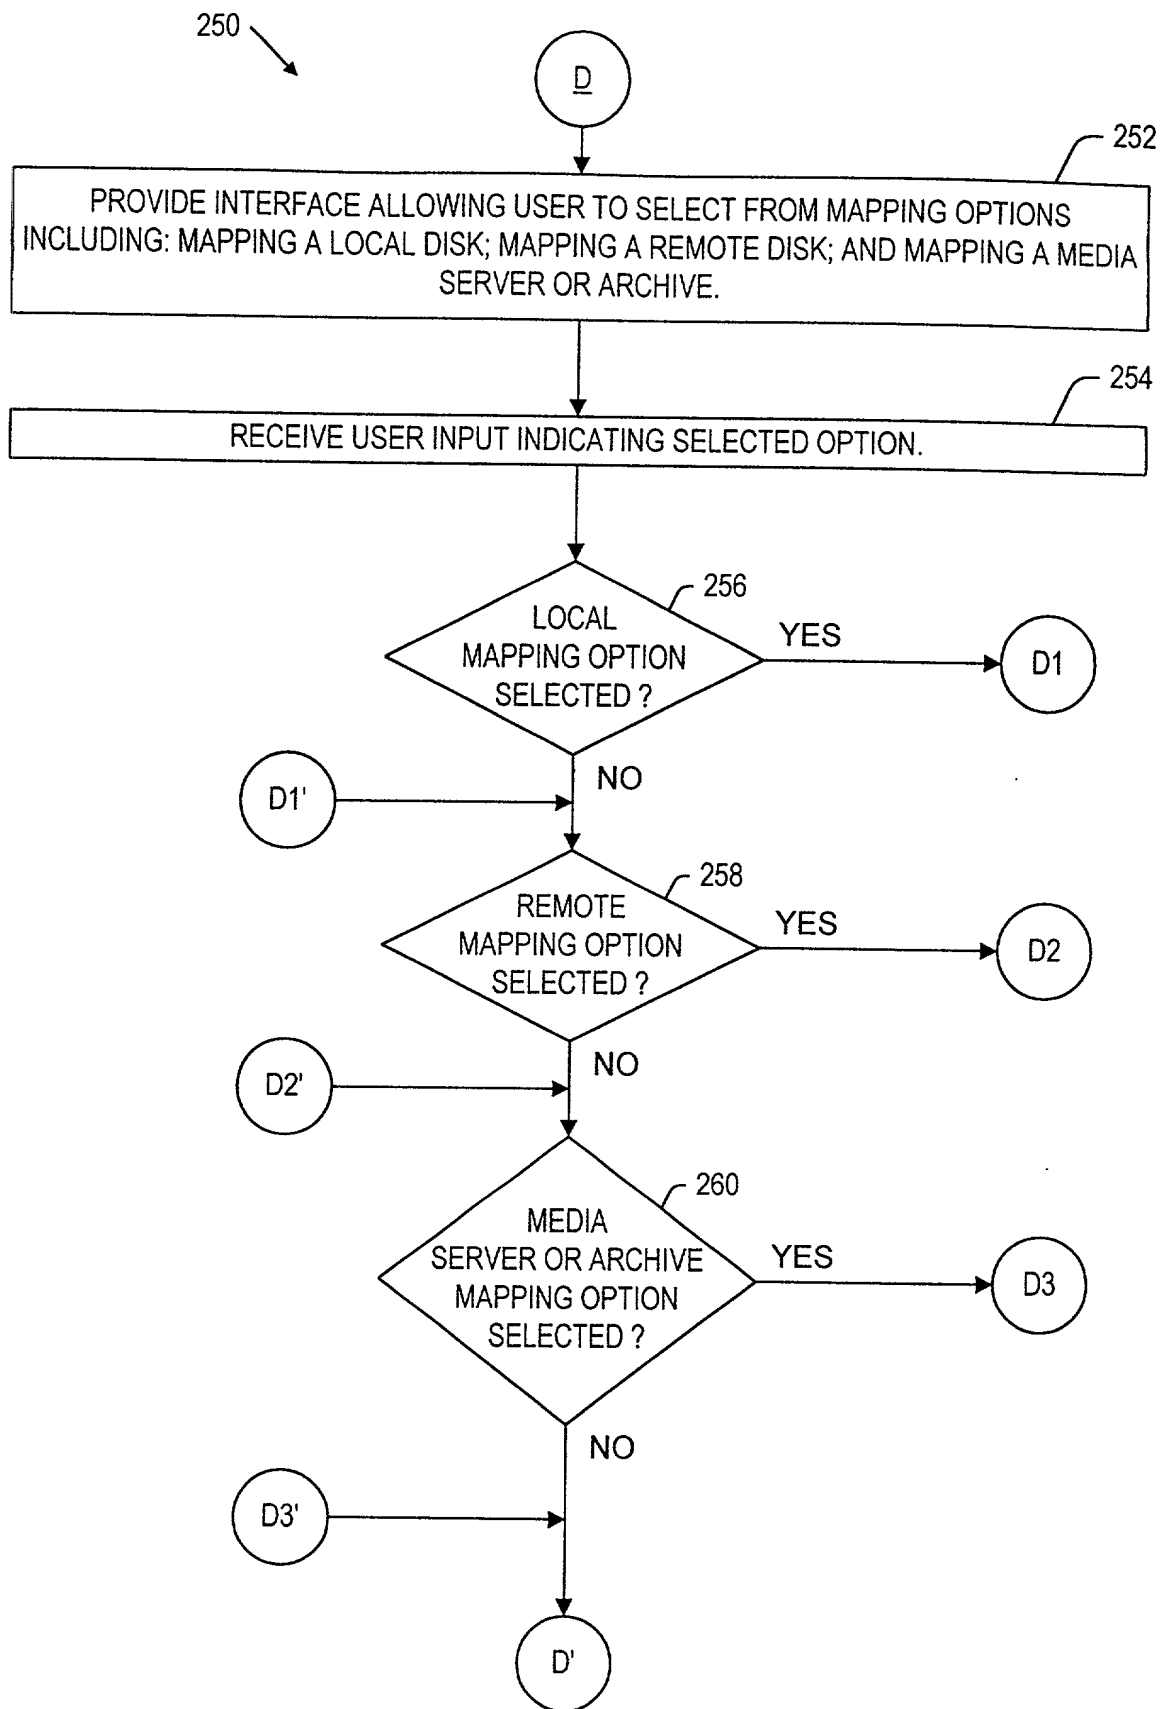 250
D
252
PROVIDE INTERFACE ALLOWING USER TO SELECT FROM MAPPING OPTIONS
INCLUDING: MAPPING A LOCAL DISK; MAPPING A REMOTE DISK; AND MAPPING A MEDIA
SERVER OR ARCHIVE.
254
RECEIVE USER INPUT INDICATING SELECTED OPTION.
256
LOCAL
MAPPING OPTION
SELECTED ?
YES
D1
NO
D1'
258
REMOTE
MAPPING OPTION
SELECTED ?
YES
D2
NO
D2'
260
MEDIA
SERVER OR ARCHIVE
MAPPING OPTION
SELECTED ?
YES
D3
NO
D3'
D'